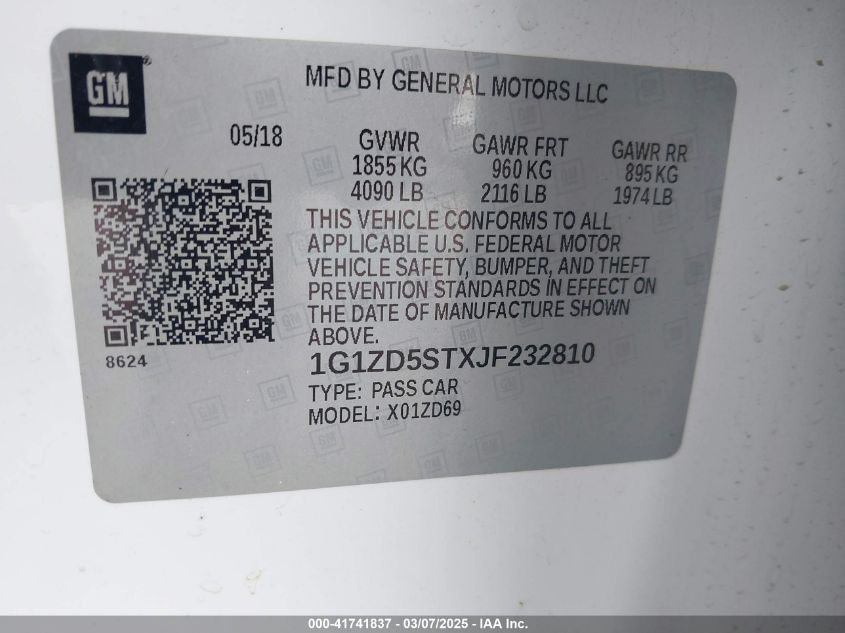 GM
MFD BY GENERAL MOTORS LLC
05/18
GVWR GAWR FRT GAWR RR
1855 KG 960 KG 895 KG
4090 LB 2116 LB 1974 LB
THIS VEHICLE CONFORMS TO ALL
APPLICABLE U.S. FEDERAL MOTOR
VEHICLE SAFETY, BUMPER, AND THEFT
PREVENTION STANDARDS IN EFFECT ON
THE DATE OF MANUFACTURE SHOWN
ABOVE.
8624
1G1ZD5STXJF232810
TYPE: PASS CAR
MODEL: X01ZD69
000-41741837 - 03/07/2025 - IAA Inc.